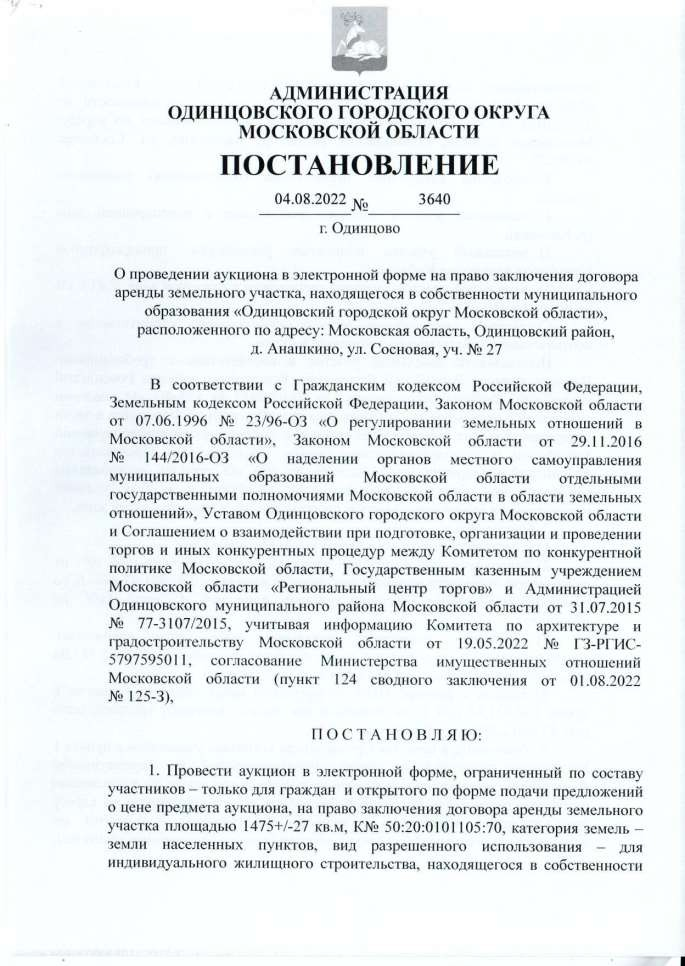 АДМИНИСТРАЦИЯ
ОДИНЦОВСКОГО ГОРОДСКОГО ОКРУГА
МОСКОВСКОЙ ОБЛАСТИ
ПОСТАНОВЛЕНИЕ
04.08.2022 № 3640
г. Одинцово
О проведении аукциона в электронной форме на право заключения договора
аренды земельного участка, находящегося в собственности муниципального
образования «Одинцовский городской округ Московской области»,
расположенного по адресу: Московская область, Одинцовский район,
д. Анашкино, ул. Сосновая, уч. № 27
В соответствии с Гражданским кодексом Российской Федерации,
Земельным кодексом Российской Федерации, Законом Московской области
от 07.06.1996 № 23/96-ОЗ «О регулировании земельных отношений в
Московской области», Законом Московской области от 29.11.2016
№ 144/2016-ОЗ «О наделении органов местного самоуправления
муниципальных образований Московской области отдельными
государственными полномочиями Московской области в области земельных
отношений», Уставом Одинцовского городского округа Московской области
и Соглашением о взаимодействии при подготовке, организации и проведении
торгов и иных конкурентных процедур между Комитетом по конкурентной
политике Московской области, Государственным казенным учреждением
Московской области «Региональный центр торгов» и Администрацией
Одинцовского муниципального района Московской области от 31.07.2015
№ 77-3107/2015, учитывая информацию Комитета по архитектуре и
градостроительству Московской области от 19.05.2022 № ГЗ-РГИС-
5797595011, согласование Министерства имущественных отношений
Московской области (пункт 124 сводного заключения от 01.08.2022
№ 125-З),
П О С Т А Н О В Л Я Ю:
1. Провести аукцион в электронной форме, ограниченный по составу
участников – только для граждан и открытого по форме подачи предложений
о цене предмета аукциона, на право заключения договора аренды земельного
участка площадью 1475+/-27 кв.м, К№ 50:20:0101105:70, категория земель –
земли населенных пунктов, вид разрешенного использования – для
индивидуального жилищного строительства, находящегося в собственности